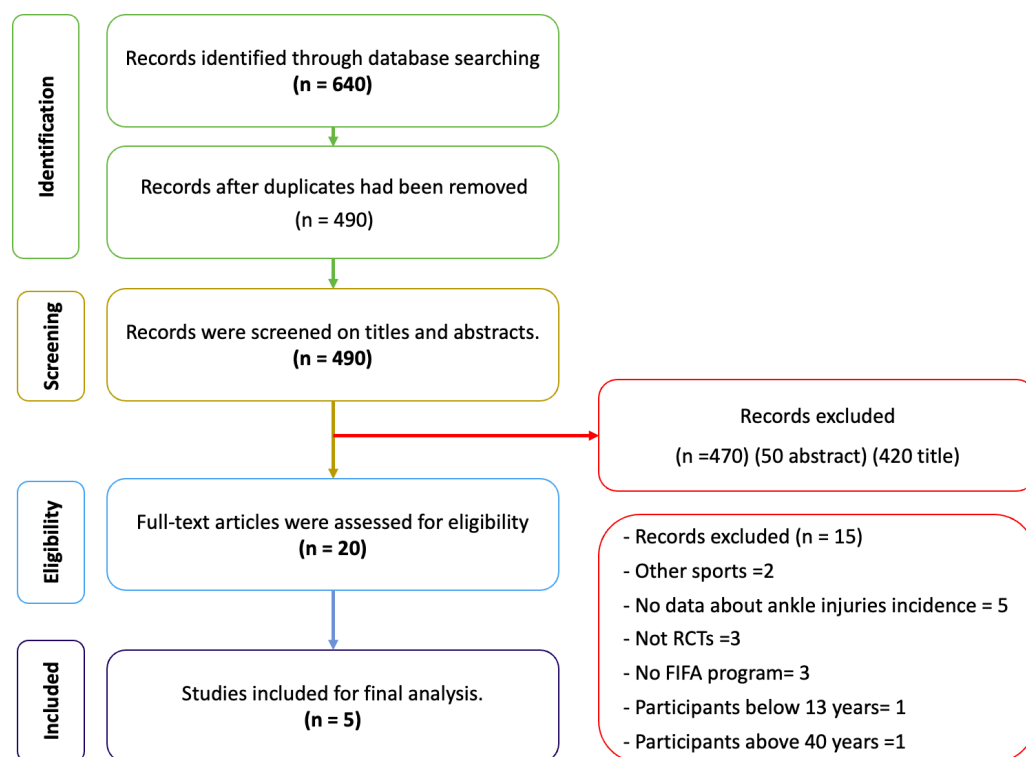 Identification
Records identified through database searching
(n = 640)
Records after duplicates had been removed
(n = 490)
Screening
Records were screened on titles and abstracts.
(n = 490)
Records excluded
(n =470) (50 abstract) (420 title)
Eligibility
Full-text articles were assessed for eligibility
(n = 20)
- Records excluded (n = 15)
- Other sports =2
- No data about ankle injuries incidence = 5
- Not RCTs =3
- No FIFA program= 3
- Participants below 13 years= 1
- Participants above 40 years =1
Included
Studies included for final analysis.
(n = 5)